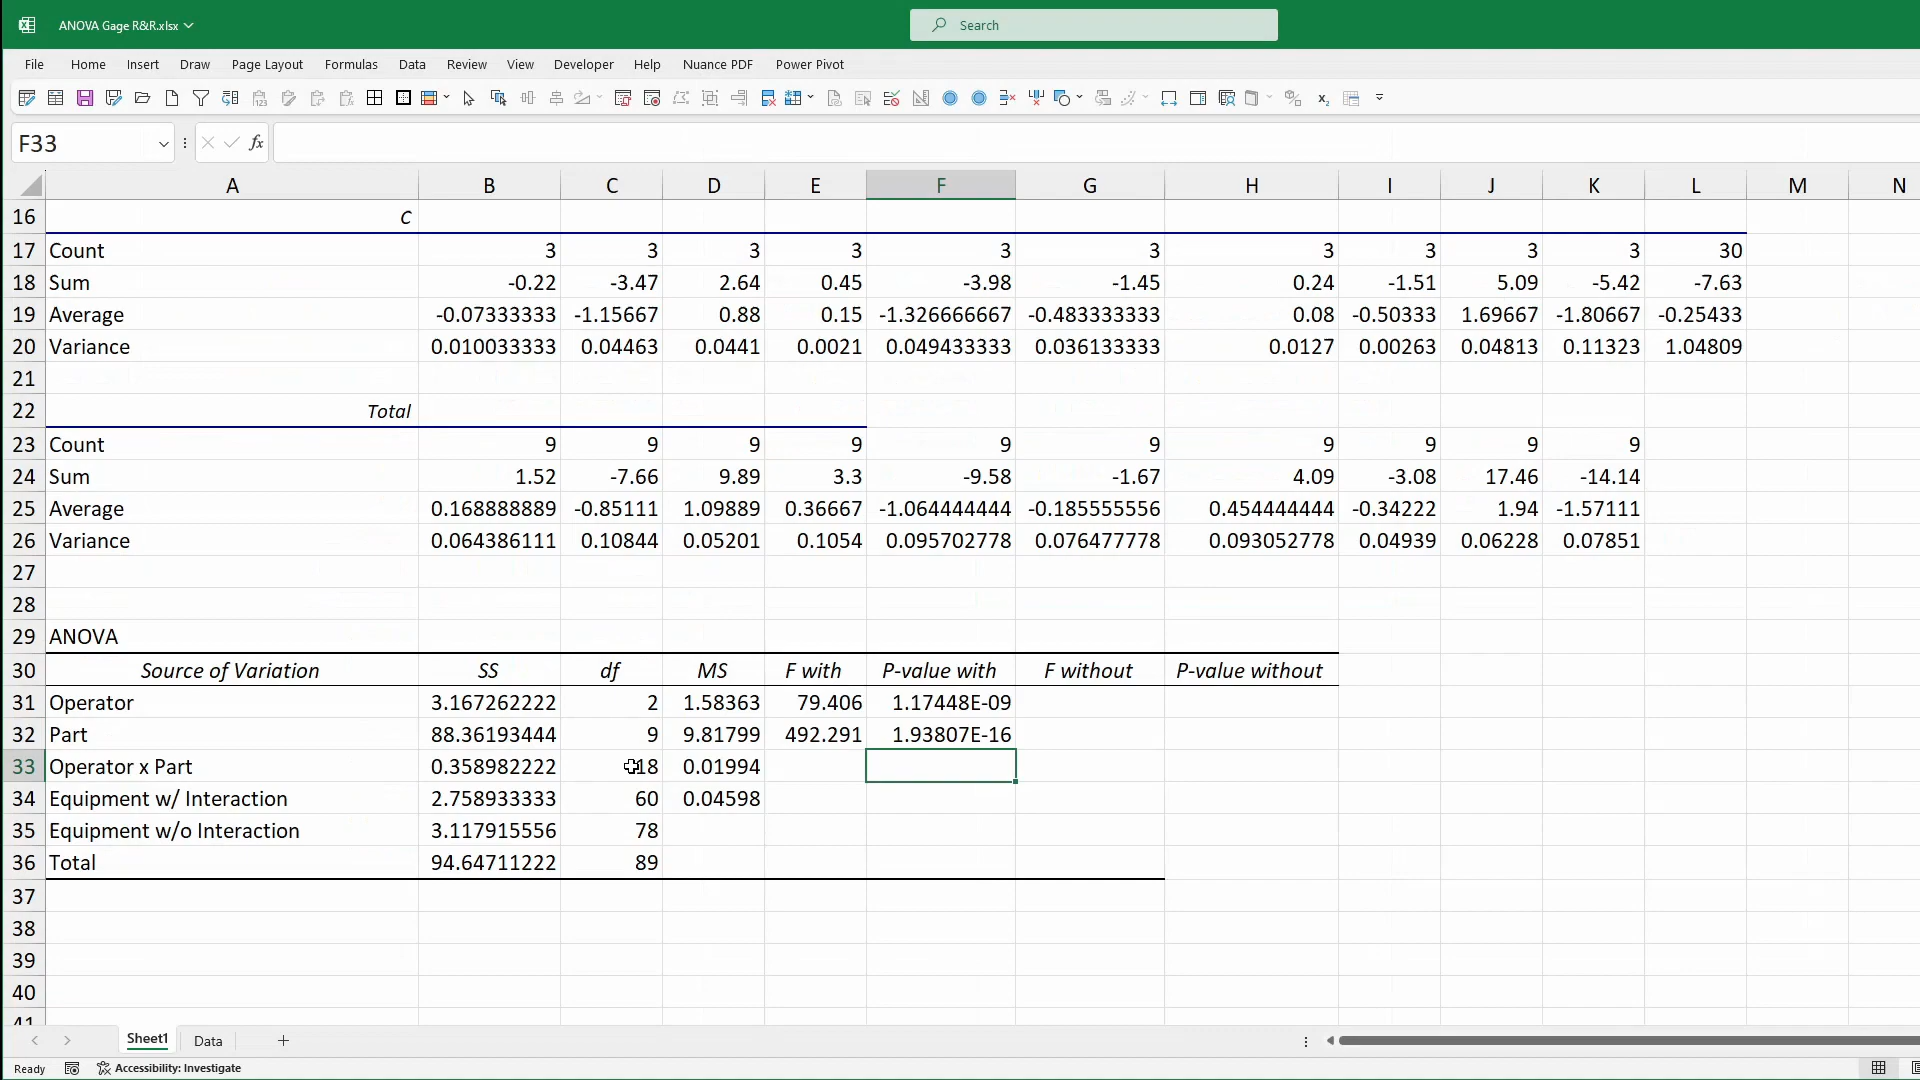 ANOVA Gage R&R.xlsx
Search
File Home Insert Draw Page Layout Formulas Data Review View Developer Help Nuance PDF Power Pivot
F33 fx
A B C D E F G H I J K L M N
16 C
17 Count 3 3 3 3 3 3 3 3 3 3 30
18 Sum -0.22 -3.47 2.64 0.45 -3.98 -1.45 0.24 -1.51 5.09 -5.42 -7.63
19 Average -0.07333333 -1.15667 0.88 0.15 -1.326666667 -0.483333333 0.08 -0.50333 1.69667 -1.80667 -0.25433
20 Variance 0.010033333 0.04463 0.0441 0.0021 0.049433333 0.036133333 0.0127 0.00263 0.04813 0.11323 1.04809
21
22 Total
23 Count 9 9 9 9 9 9 9 9 9 9
24 Sum 1.52 -7.66 9.89 3.3 -9.58 -1.67 4.09 -3.08 17.46 -14.14
25 Average 0.168888889 -0.85111 1.09889 0.36667 -1.064444444 -0.185555556 0.454444444 -0.34222 1.94 -1.57111
26 Variance 0.064386111 0.10844 0.05201 0.1054 0.095702778 0.076477778 0.093052778 0.04939 0.06228 0.07851
27
28
29 ANOVA
30 Source of Variation SS df MS F with P-value with F without P-value without
31 Operator 3.167262222 2 1.58363 79.406 1.17448E-09
32 Part 88.36193444 9 9.81799 492.291 1.93807E-16
33 Operator x Part 0.358982222 18 0.01994
34 Equipment w/ Interaction 2.758933333 60 0.04598
35 Equipment w/o Interaction 3.117915556 78
36 Total 94.64711222 89
37
38
39
40
41
Sheet1 Data
Ready Accessibility: Investigate